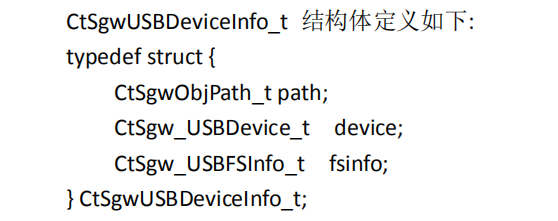 CtSgwUSBDeviceInfo_t 结构体定义如下:
typedef struct {
CtSgwObjPath_t path;
CtSgw_USBDevice_t device;
CtSgw_USBFSInfo_t fsinfo;
} CtSgwUSBDeviceInfo_t;